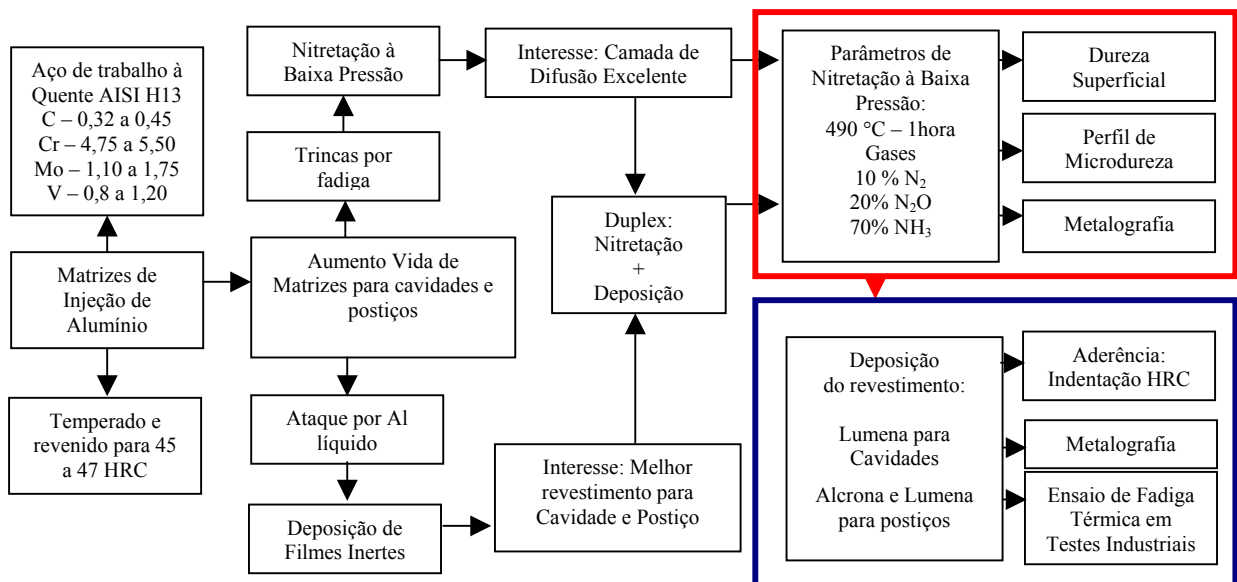 Aço de trabalho à
Quente AISI H13
C – 0,32 a 0,45
Cr – 4,75 a 5,50
Mo – 1,10 a 1,75
V – 0,8 a 1,20
Matrizes de
Injeção de
Alumínio
Temperado e
revenido para 45
a 47 HRC
Nitretação à
Baixa Pressão
Trincas por
fadiga
Aumento Vida de
Matrizes para cavidades e
postiços
Ataque por Al
líquido
Deposição de
Filmes Inertes
Interesse: Camada de
Difusão Excelente
Duplex:
Nitretação
+
Deposição
Interesse: Melhor
revestimento para
Cavidade e Postiço
Parâmetros de
Nitretação à Baixa
Pressão:
490 °C – 1hora
Gases
10 % N₂
20% N₂O
70% NH₃
Dureza
Superficial
Perfil de
Microdureza
Metalografia
Deposição
do revestimento:
Lumena para
Cavidades
Alcrona e Lumena
para postiços
Aderência:
Indentação HRC
Metalografia
Ensaio de Fadiga
Térmica em
Testes Industriais